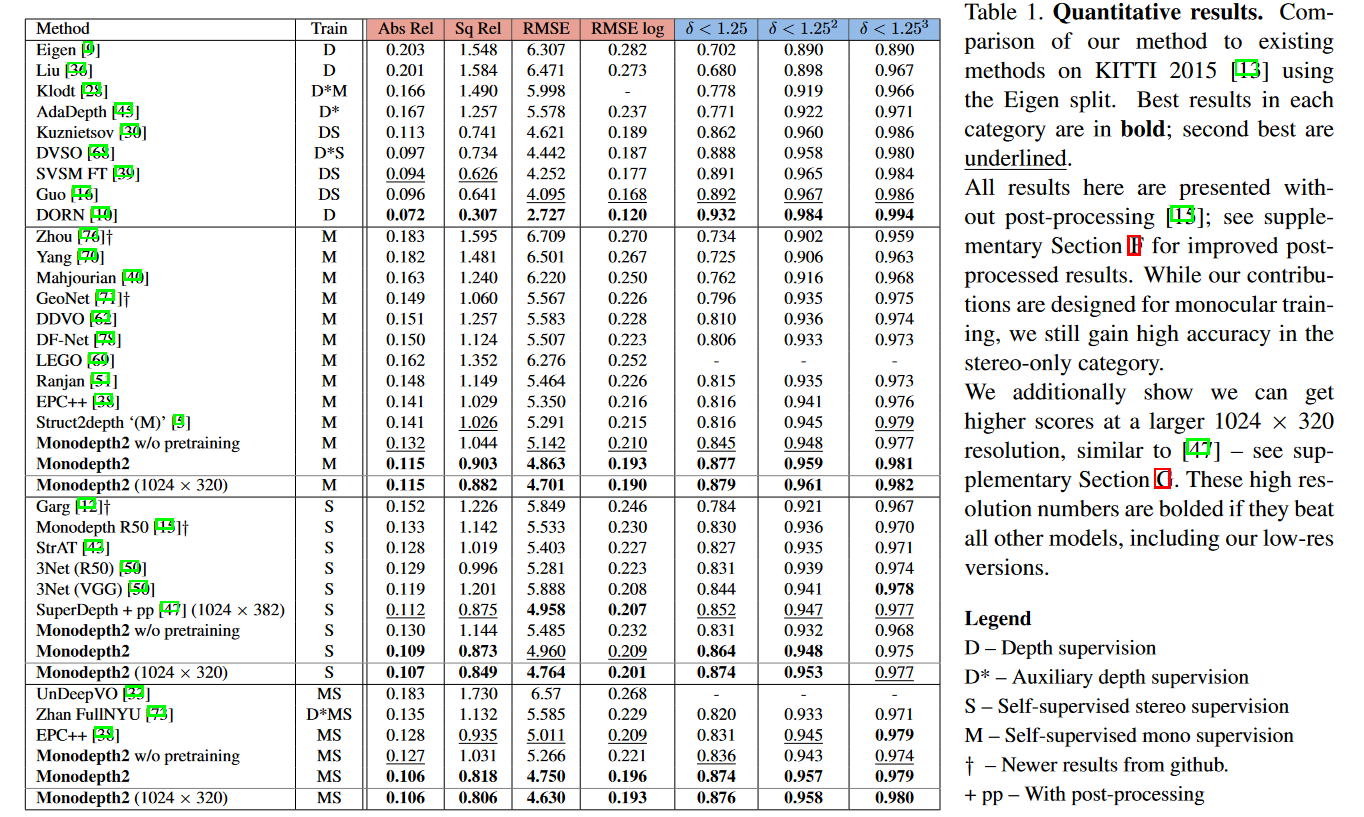 Method Train Abs Rel Sq Rel RMSE RMSE log δ < 1.25 δ < 1.25² δ < 1.25³
Eigen [9] D 0.203 1.548 6.307 0.282 0.702 0.890 0.890
Liu [36] D 0.201 1.584 6.471 0.273 0.680 0.898 0.967
Klodt [28] D*M 0.166 1.490 5.998 - 0.778 0.919 0.966
AdaDepth [45] D* 0.167 1.257 5.578 0.237 0.771 0.922 0.971
Kuznietsov [30] DS 0.113 0.741 4.621 0.189 0.862 0.960 0.986
DVSO [68] D*S 0.097 0.734 4.442 0.187 0.888 0.958 0.980
SVSM FT [39] DS 0.094 0.626 4.252 0.177 0.891 0.965 0.984
Guo [16] DS 0.096 0.641 4.095 0.168 0.892 0.967 0.986
DORN [10] D 0.072 0.307 2.727 0.120 0.932 0.984 0.994
Zhou [76]† M 0.183 1.595 6.709 0.270 0.734 0.902 0.959
Yang [70] M 0.182 1.481 6.501 0.267 0.725 0.906 0.963
Mahjourian [40] M 0.163 1.240 6.220 0.250 0.762 0.916 0.968
GeoNet [71]† M 0.149 1.060 5.567 0.226 0.796 0.935 0.975
DDVO [62] M 0.151 1.257 5.583 0.228 0.810 0.936 0.974
DF-Net [78] M 0.150 1.124 5.507 0.223 0.806 0.933 0.973
LEGO [69] M 0.162 1.352 6.276 0.252 - - -
Ranjan [51] M 0.148 1.149 5.464 0.226 0.815 0.935 0.973
EPC++ [38] M 0.141 1.029 5.350 0.216 0.816 0.941 0.976
Struct2depth ‘(M)’ [5] M 0.141 1.026 5.291 0.215 0.816 0.945 0.979
Monodepth2 w/o pretraining M 0.132 1.044 5.142 0.210 0.845 0.948 0.977
Monodepth2 M 0.115 0.903 4.863 0.193 0.877 0.959 0.981
Monodepth2 (1024 × 320) M 0.115 0.882 4.701 0.190 0.879 0.961 0.982
Garg [12]† S 0.152 1.226 5.849 0.246 0.784 0.921 0.967
Monodepth R50 [15]† S 0.133 1.142 5.533 0.230 0.830 0.936 0.970
StrAT [43] S 0.128 1.019 5.403 0.227 0.827 0.935 0.971
3Net (R50) [50] S 0.129 0.996 5.281 0.223 0.831 0.939 0.974
3Net (VGG) [50] S 0.119 1.201 5.888 0.208 0.844 0.941 0.978
SuperDepth + pp [47] (1024 × 382) S 0.112 0.875 4.958 0.207 0.852 0.947 0.977
Monodepth2 w/o pretraining S 0.130 1.144 5.485 0.232 0.831 0.932 0.968
Monodepth2 S 0.109 0.873 4.960 0.209 0.864 0.948 0.975
Monodepth2 (1024 × 320) S 0.107 0.849 4.764 0.201 0.874 0.953 0.977
UnDeepVO [33] MS 0.183 1.730 6.57 0.268 - - -
Zhan FullNYU [73] D*MS 0.135 1.132 5.585 0.229 0.820 0.933 0.971
EPC++ [38] MS 0.128 0.935 5.011 0.209 0.831 0.945 0.979
Monodepth2 w/o pretraining MS 0.127 1.031 5.266 0.221 0.836 0.943 0.974
Monodepth2 MS 0.106 0.818 4.750 0.196 0.874 0.957 0.979
Monodepth2 (1024 × 320) MS 0.106 0.806 4.630 0.193 0.876 0.958 0.980
Table 1. Quantitative results. Com-
parison of our method to existing
methods on KITTI 2015 [13] using
the Eigen split. Best results in each
category are in bold; second best are
underlined.
All results here are presented with-
out post-processing [15]; see supple-
mentary Section F for improved post-
processed results. While our contribu-
tions are designed for monocular train-
ing, we still gain high accuracy in the
stereo-only category.
We additionally show we can get
higher scores at a larger 1024 × 320
resolution, similar to [47] – see sup-
plementary Section G. These high res-
olution numbers are bolded if they beat
all other models, including our low-res
versions.
Legend
D – Depth supervision
D* – Auxiliary depth supervision
S – Self-supervised stereo supervision
M – Self-supervised mono supervision
† – Newer results from github.
+ pp – With post-processing